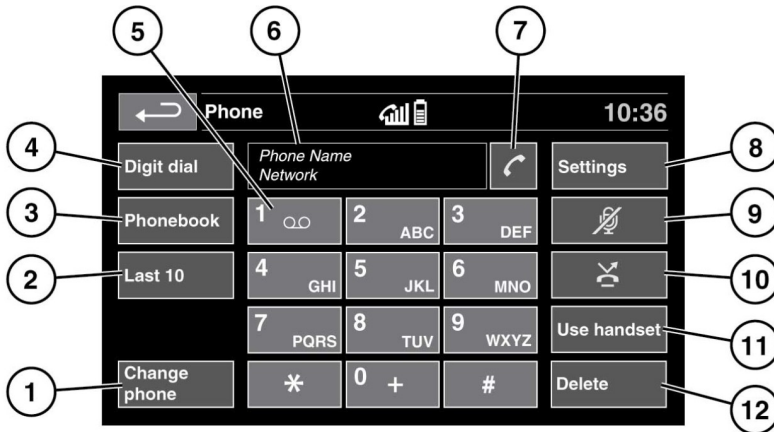 5
6
7
Phone
10:36
4
Digit dial
Phone Name
Network
Settings
8
3
Phonebook
1
2 ABC
3 DEF
9
2
Last 10
4 GHI
5 JKL
6 MNO
10
7 PQRS
8 TUV
9 WXYZ
Use handset
11
1
Change
phone
*
0 +
#
Delete
12